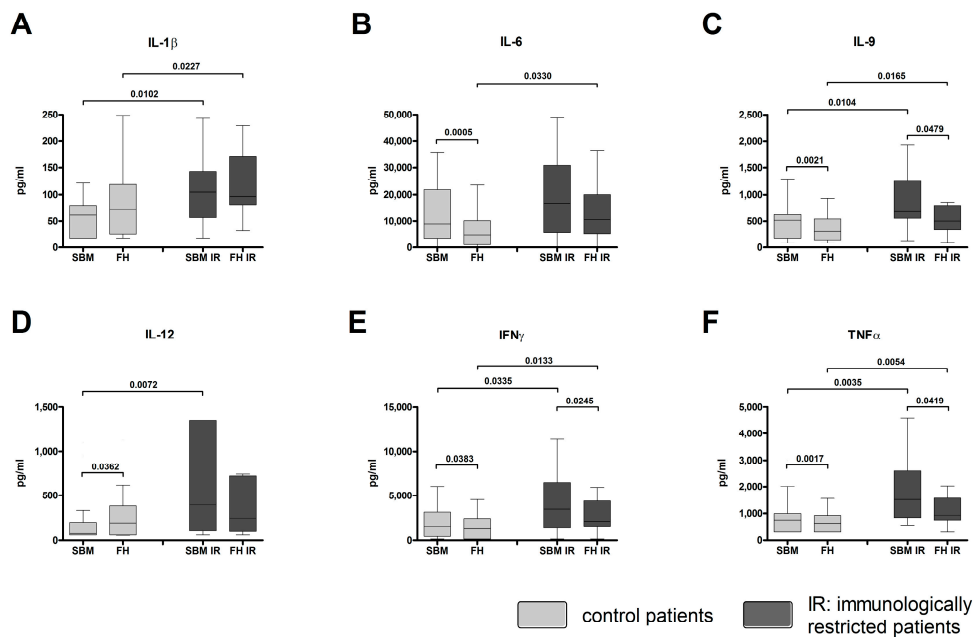 A
IL-1β
0.0227
0.0102
250
200
150
100
50
0
pg/ml
SBM FH SBM IR FH IR
B
IL-6
0.0330
0.0005
60,000
40,000
20,000
10,000
0
pg/ml
SBM FH SBM IR FH IR
C
IL-9
0.0165
0.0104
0.0479
0.0021
2,500
2,000
1,500
1,000
500
0
pg/ml
SBM FH SBM IR FH IR
D
IL-12
0.0072
0.0362
1,500
1,000
500
0
pg/ml
SBM FH SBM IR FH IR
E
IFNγ
0.0133
0.0335
0.0245
0.0383
15,000
10,000
5,000
0
pg/ml
SBM FH SBM IR FH IR
F
TNFα
0.0054
0.0035
0.0419
0.0017
5,000
4,000
3,000
2,000
1,000
0
pg/ml
SBM FH SBM IR FH IR
control patients
IR: immunologically
restricted patients